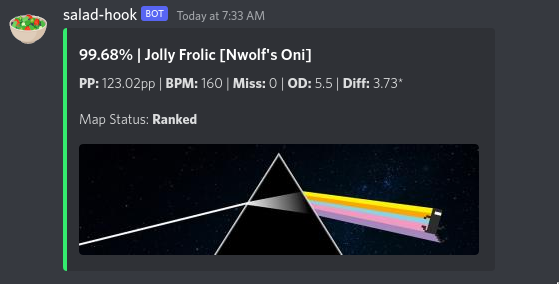 salad-hook BOT Today at 7:33 AM
99.68% | Jolly Frolic [Nwolf's Oni]
PP: 123.02pp | BPM: 160 | Miss: 0 | OD: 5.5 | Diff: 3.73*
Map Status: Ranked